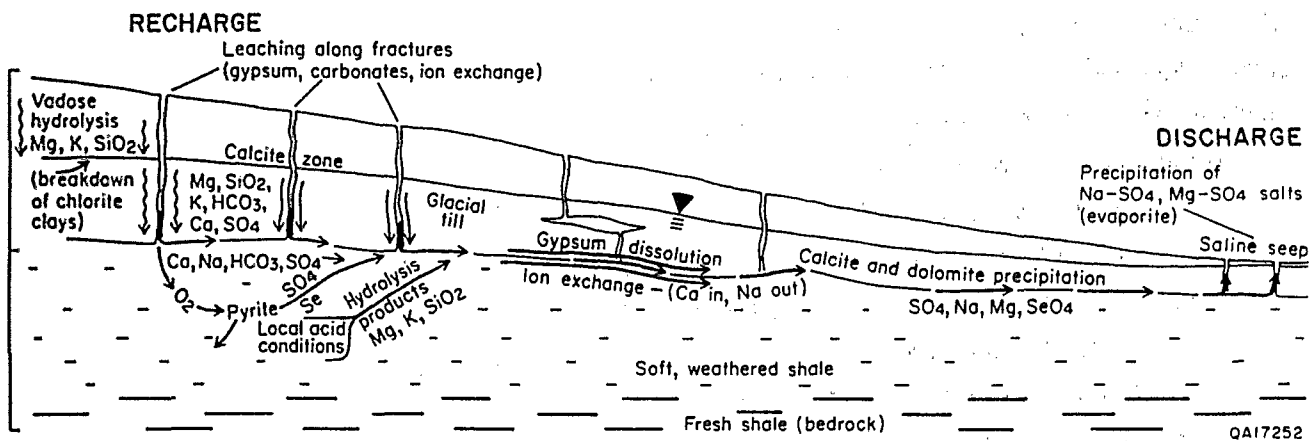 RECHARGE
Leaching along fractures
(gypsum, carbonates, ion exchange)
Vadose
hydrolysis
Mg, K, SiO2
(breakdown
of chlorite
clays)
Calcite zone
Mg, SiO2,
K, HCO3,
Ca, SO4
Glacial
till
Ca, Na, HCO3, SO4
O2
Pyrite
SO4
Se
Local acid
conditions
Hydrolysis
products
Mg, K, SiO2
Gypsum dissolution
Ion exchange – (Ca in, Na out)
DISCHARGE
Precipitation of
Na–SO4, Mg–SO4 salts
(evaporite)
Saline seep
Calcite and dolomite precipitation
SO4, Na, Mg, SeO4
Soft, weathered shale
Fresh shale (bedrock)
QA17252